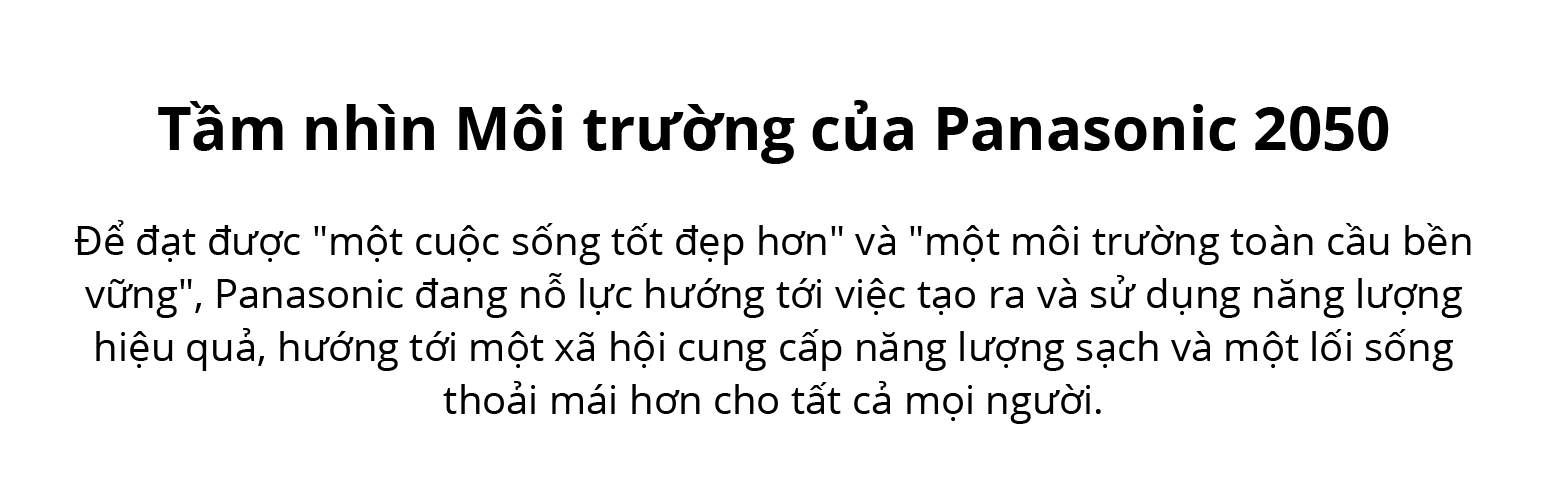 Tầm nhìn Môi trường của Panasonic 2050
Để đạt được "một cuộc sống tốt đẹp hơn" và "một môi trường toàn cầu bền
vững", Panasonic đang nỗ lực hướng tới việc tạo ra và sử dụng năng lượng
hiệu quả, hướng tới một xã hội cung cấp năng lượng sạch và một lối sống
thoải mái hơn cho tất cả mọi người.